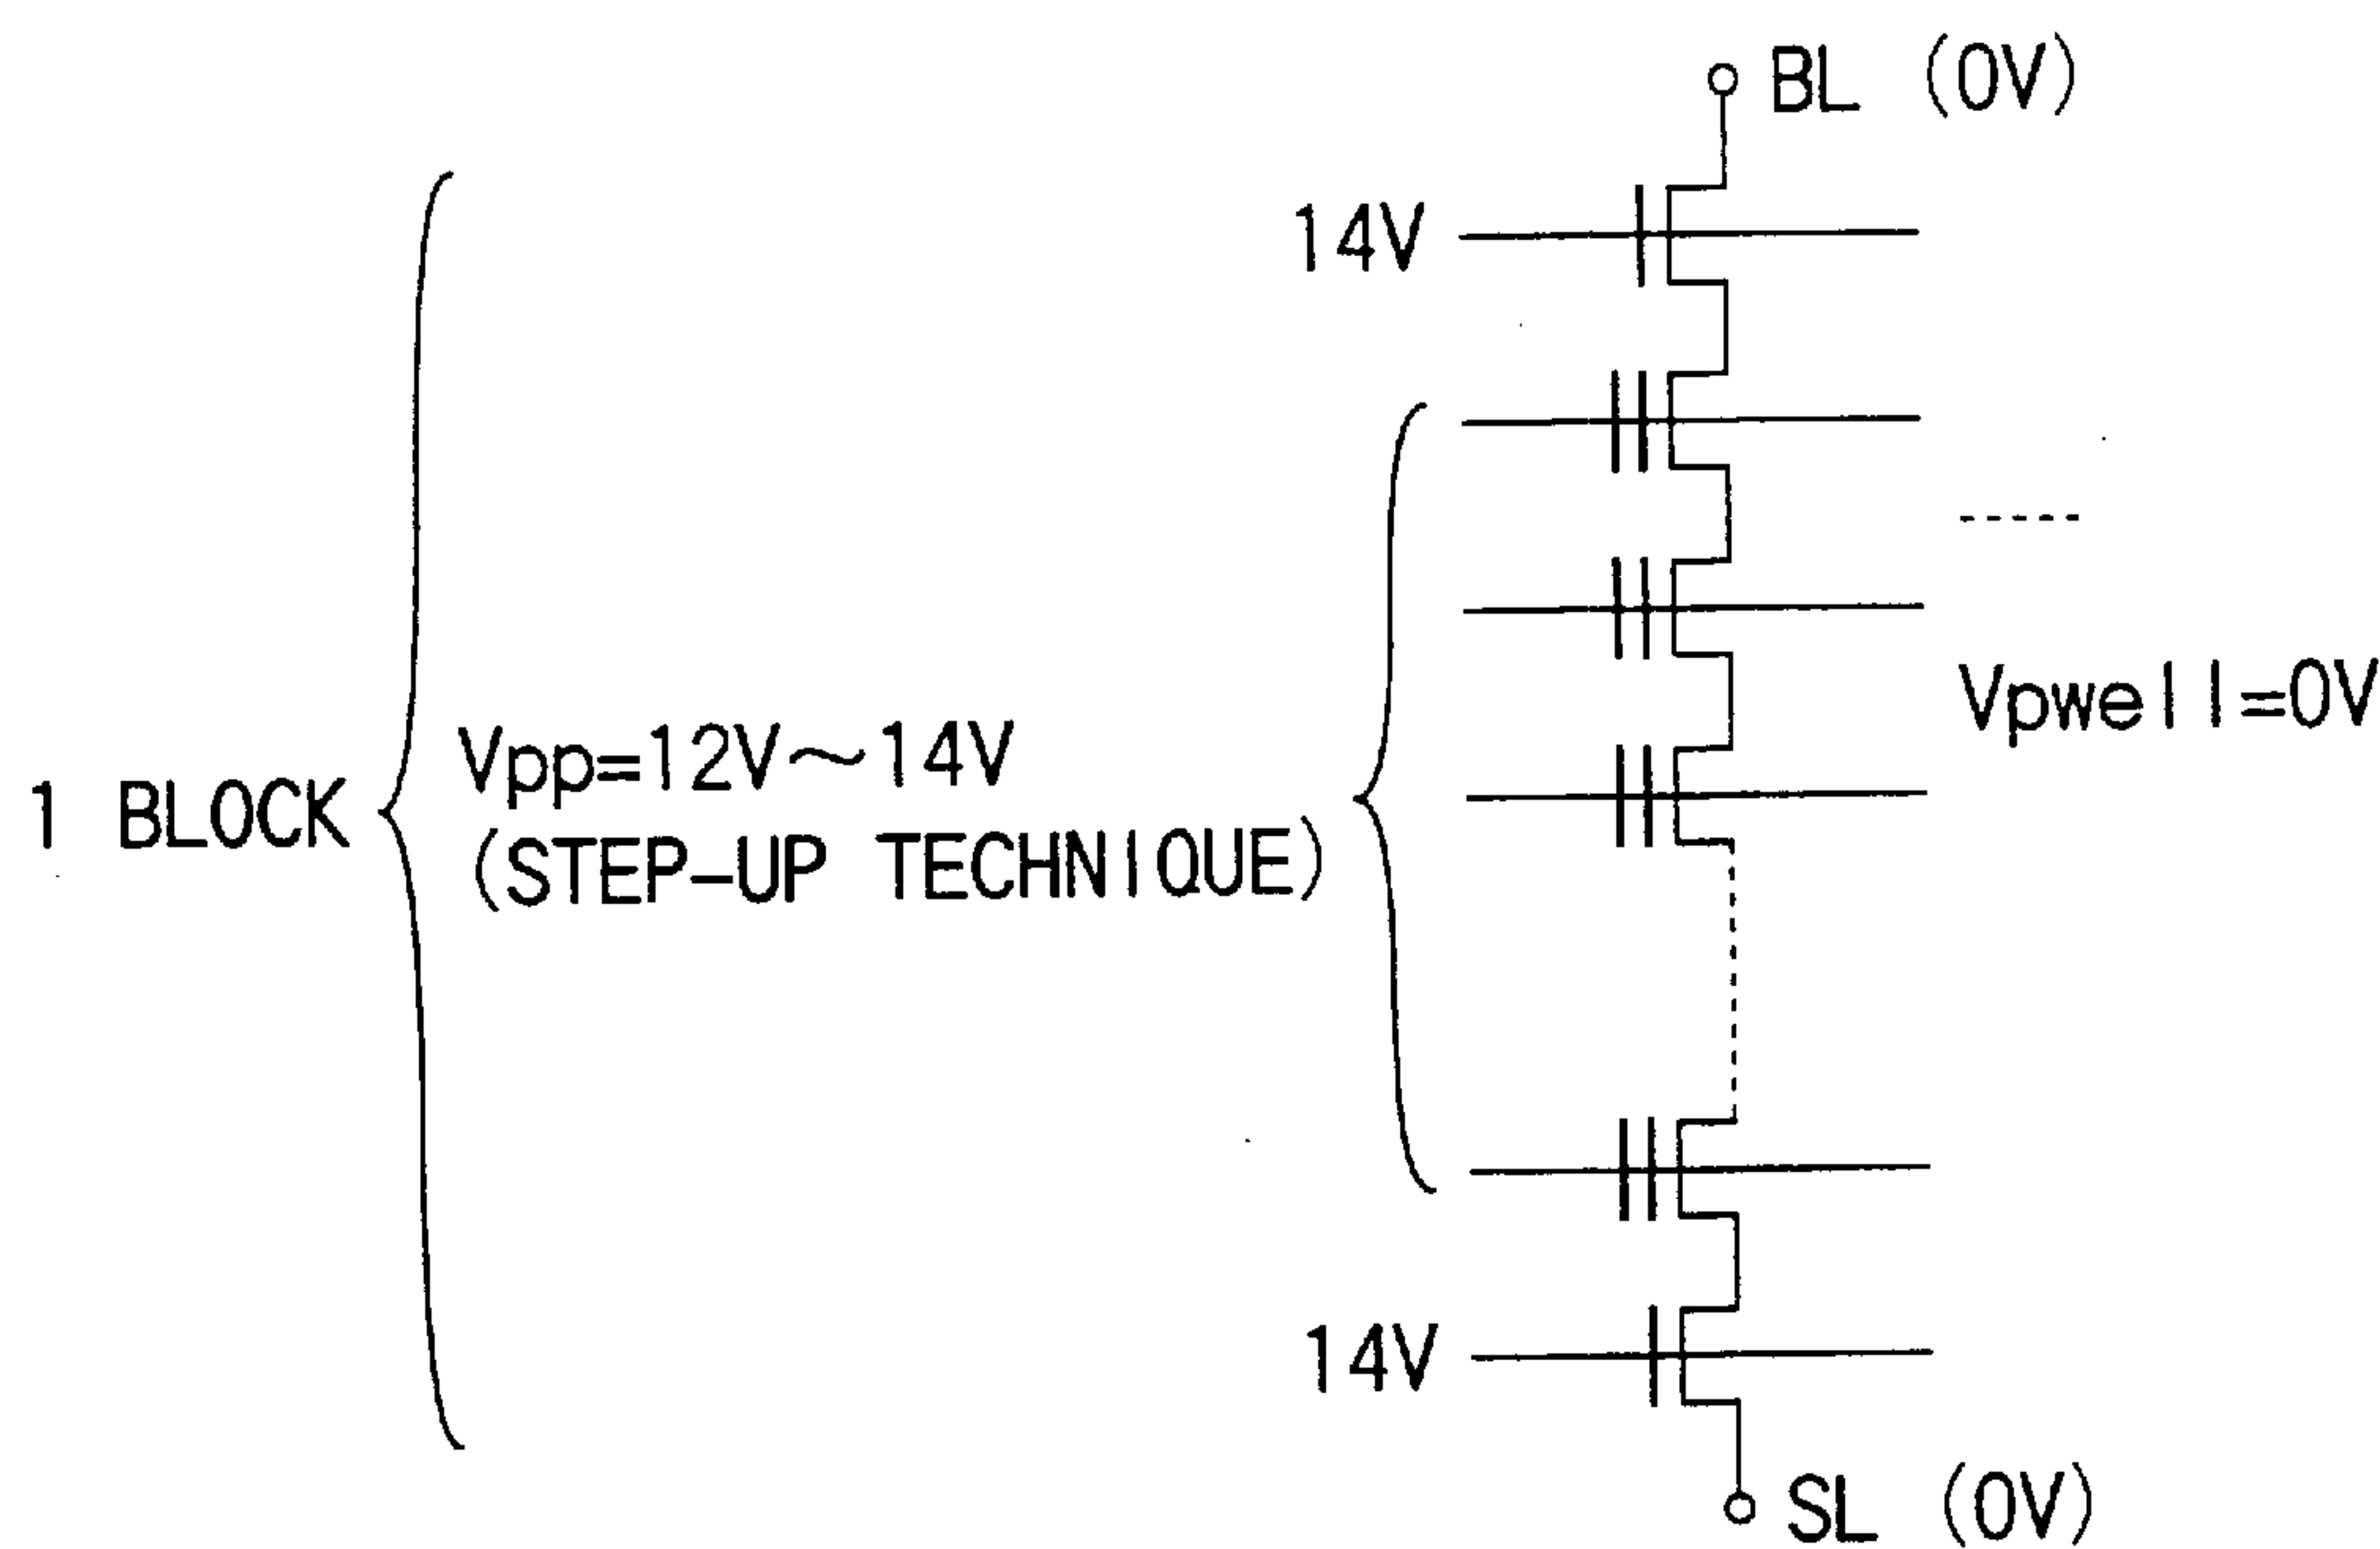 BL (0V)
14V
Vpwell=0V
Vpp=12V～14V
1 BLOCK
(STEP-UP TECHNIQUE)
14V
SL (0V)